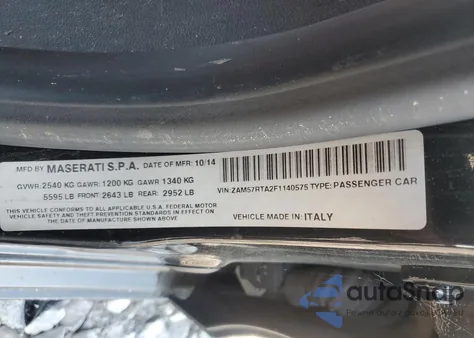 MFD BY MASERATI S.P.A. DATE OF MFR: 10/14
GVWR: 2540 KG GAWR: 1200 KG GAWR 1340 KG
5595 LB FRONT: 2643 LB REAR: 2952 LB
THIS VEHICLE CONFORMS TO ALL APPLICABLE U.S.A. FEDERAL MOTOR
VEHICLE SAFETY AND THEFT PREVENTION STANDARDS IN EFFECT ON
THE DATE OF MANUFACTURE SHOWN ABOVE
VIN: ZAM57RTA2F1140575 TYPE: PASSENGER CAR
VEHICLE MADE IN: ITALY
autoSnap